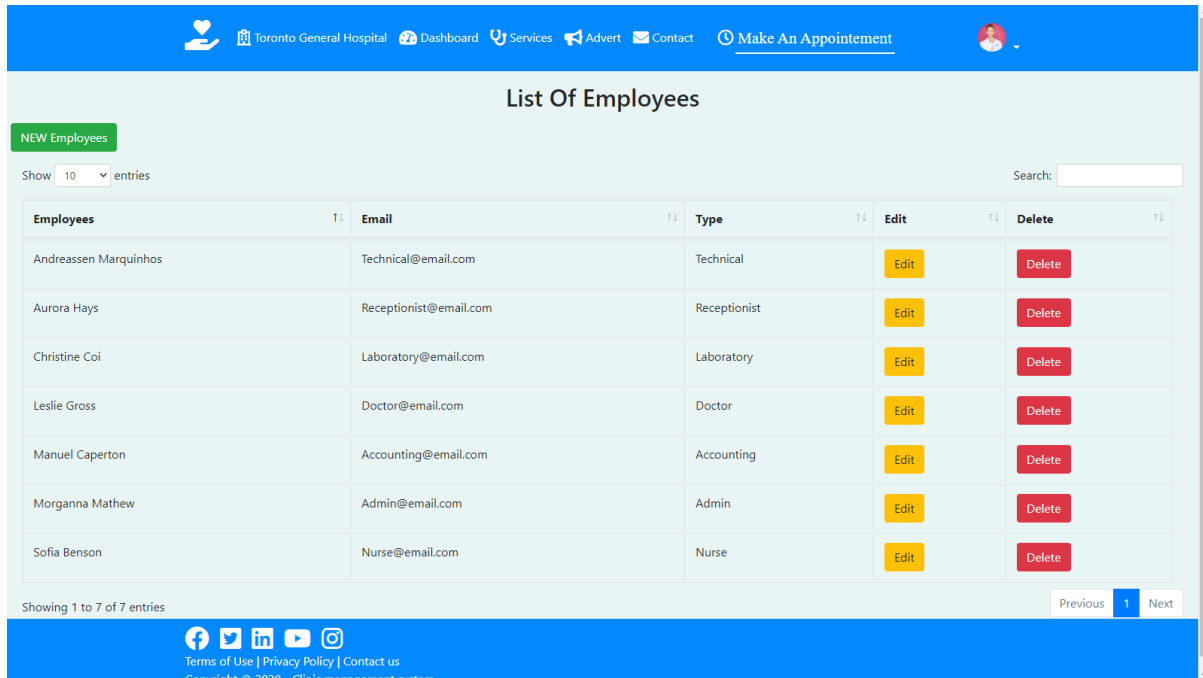 Toronto General Hospital Dashboard Services Advert Contact Make An Appointement
List Of Employees
NEW Employees
Show 10 entries Search:
Employees Email Type Edit Delete
Andreassen Marquinhos Technical@email.com Technical Edit Delete
Aurora Hays Receptionist@email.com Receptionist Edit Delete
Christine Coi Laboratory@email.com Laboratory Edit Delete
Leslie Gross Doctor@email.com Doctor Edit Delete
Manuel Caperton Accounting@email.com Accounting Edit Delete
Morganna Mathew Admin@email.com Admin Edit Delete
Sofia Benson Nurse@email.com Nurse Edit Delete
Showing 1 to 7 of 7 entries Previous 1 Next
Terms of Use | Privacy Policy | Contact us
Copyright © 2020 - Clinic management system